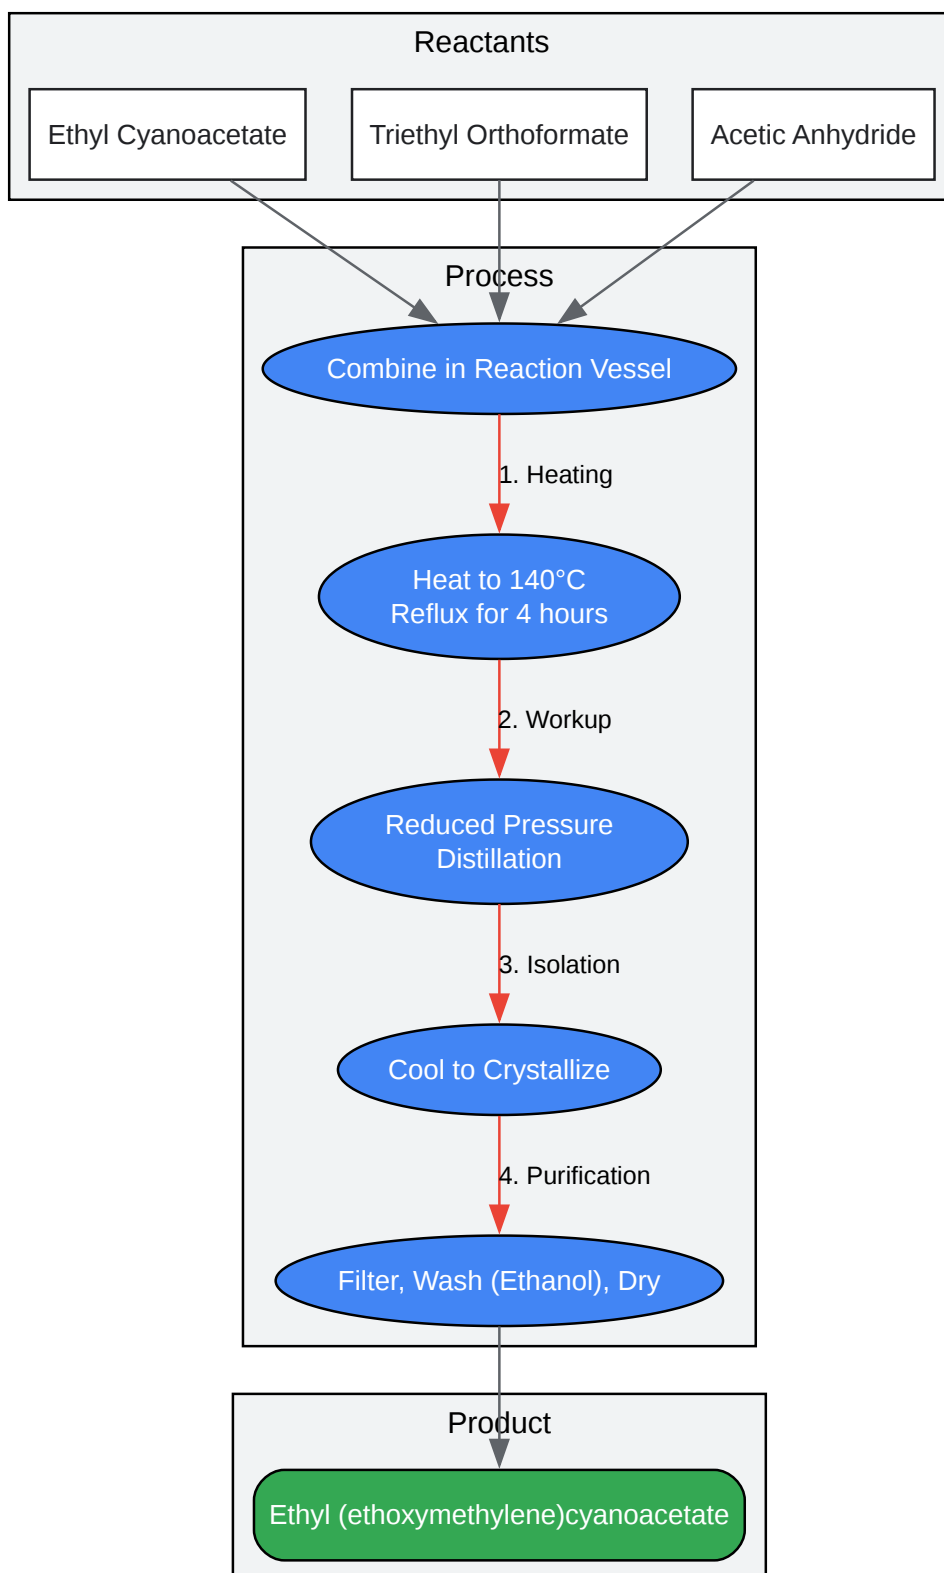 Reactants
Ethyl Cyanoacetate
Triethyl Orthoformate
Acetic Anhydride
Process
Combine in Reaction Vessel
1. Heating
Heat to 140°C
Reflux for 4 hours
2. Workup
Reduced Pressure
Distillation
3. Isolation
Cool to Crystallize
4. Purification
Filter, Wash (Ethanol), Dry
Product
Ethyl (ethoxymethylene)cyanoacetate